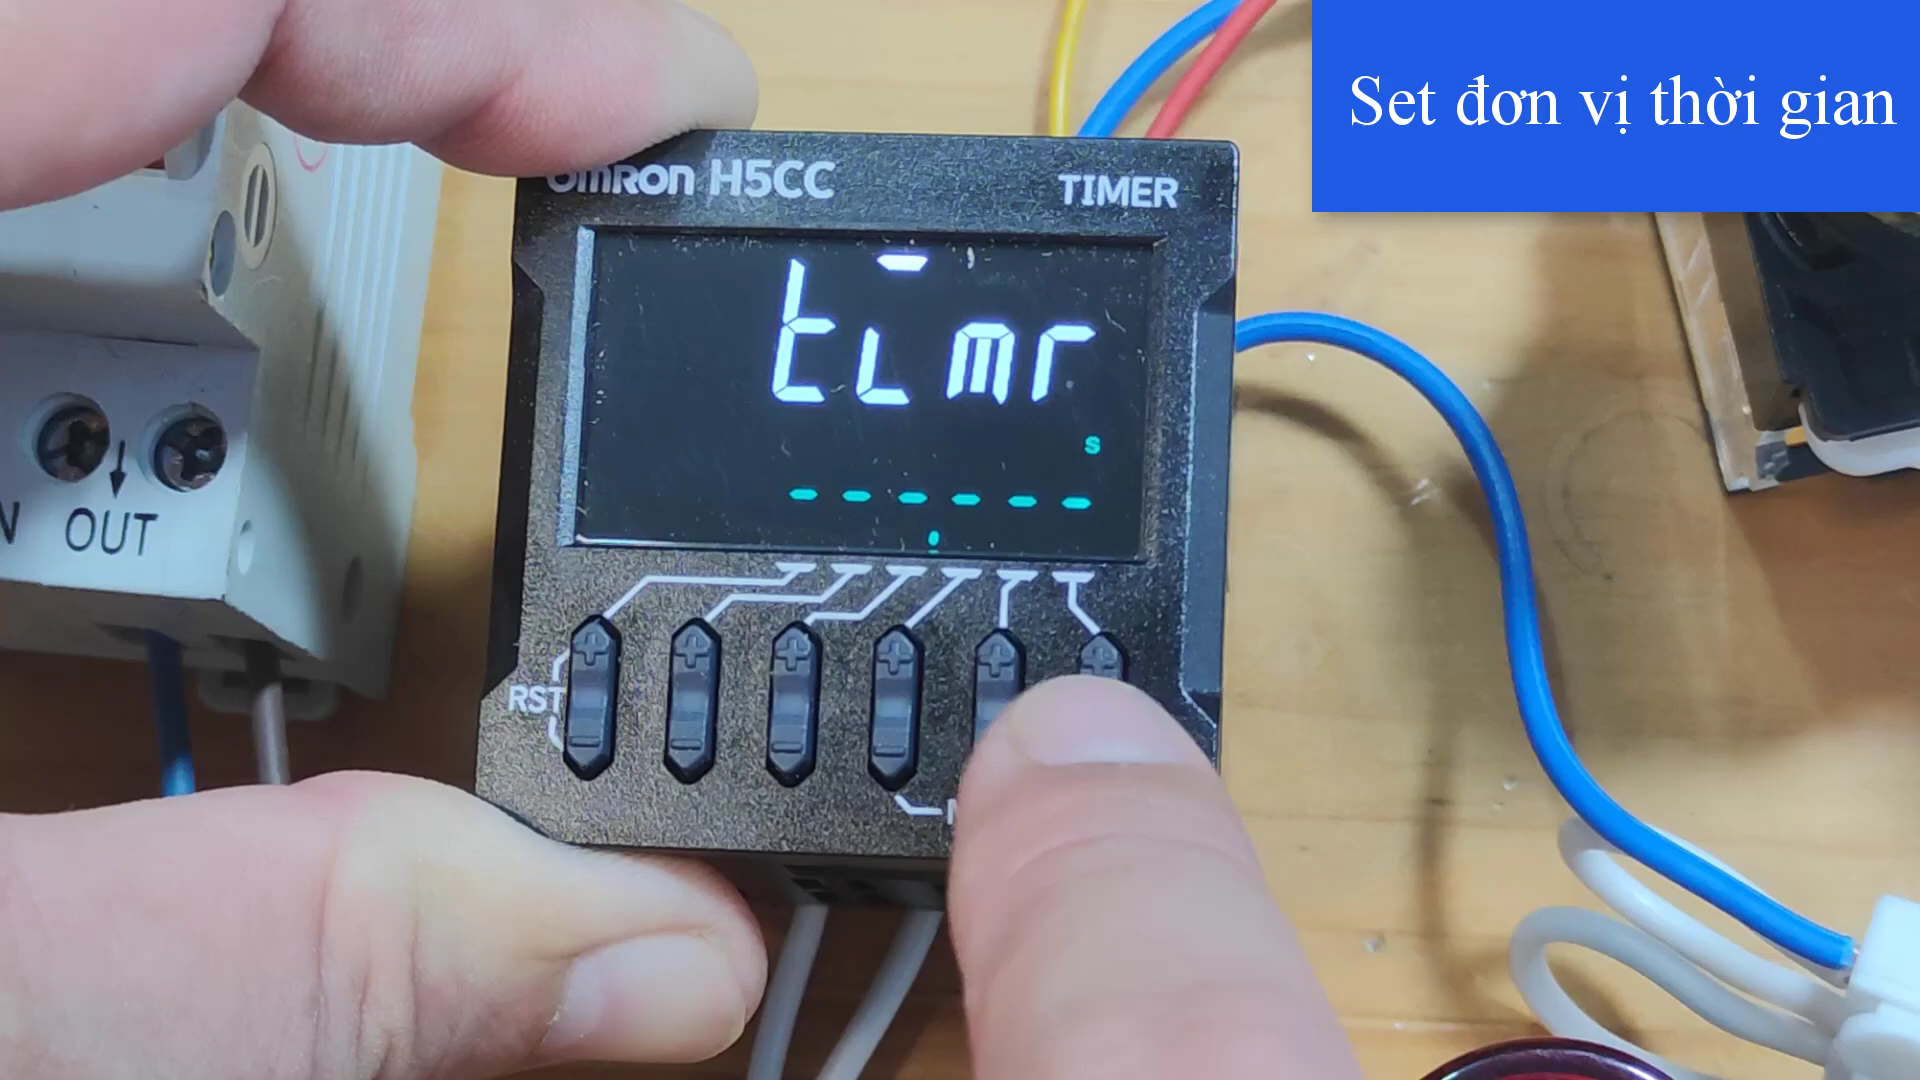 Set đơn vị thời gian
omRon H5CC
TIMER
timr
s
------
OUT
RST